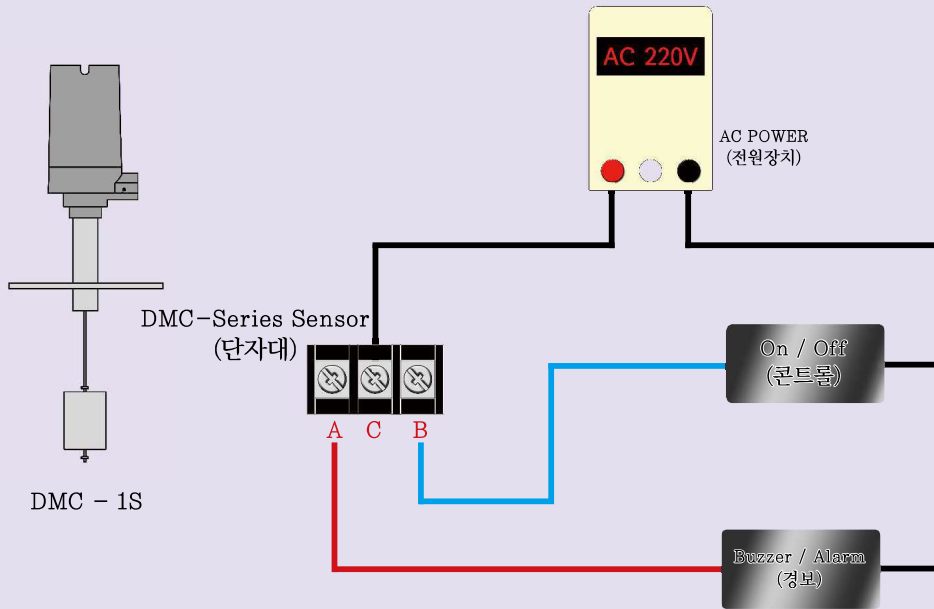 AC 220V
AC POWER
(전원장치)
DMC-Series Sensor
(단자대)
On / Off
(콘트롤)
A C B
DMC - 1S
Buzzer / Alarm
(경보)